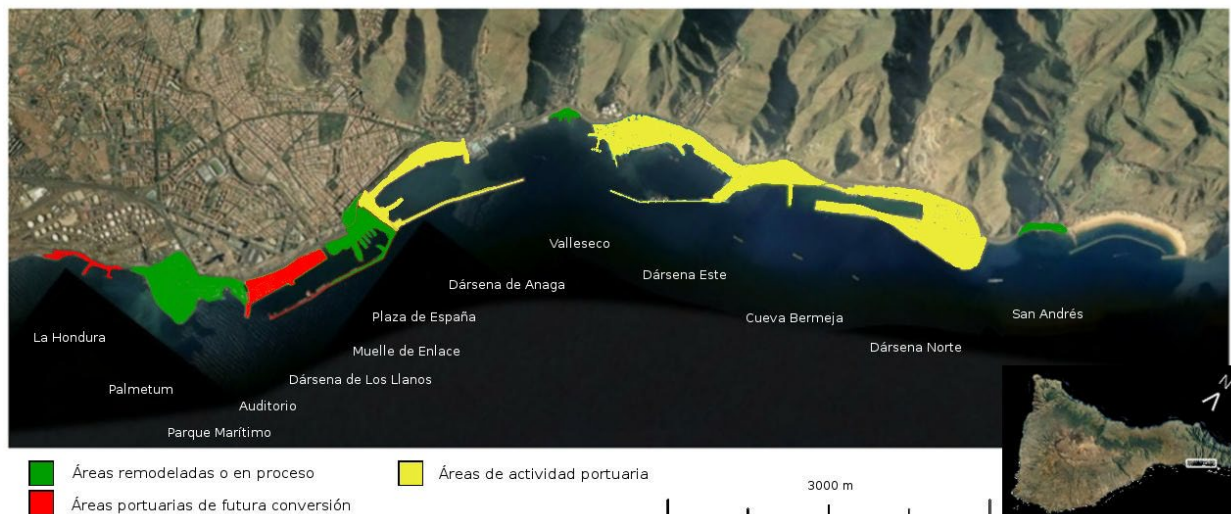 Valleseco
Dársena Este
Dársena de Anaga
San Andrés
Plaza de España
Cueva Bermeja
La Hondura
Muelle de Enlace
Dársena Norte
Dársena de Los Llanos
Palmetum
Auditorio
Parque Marítimo
N
Áreas remodeladas o en proceso
Áreas de actividad portuaria
Áreas portuarias de futura conversión
3000 m